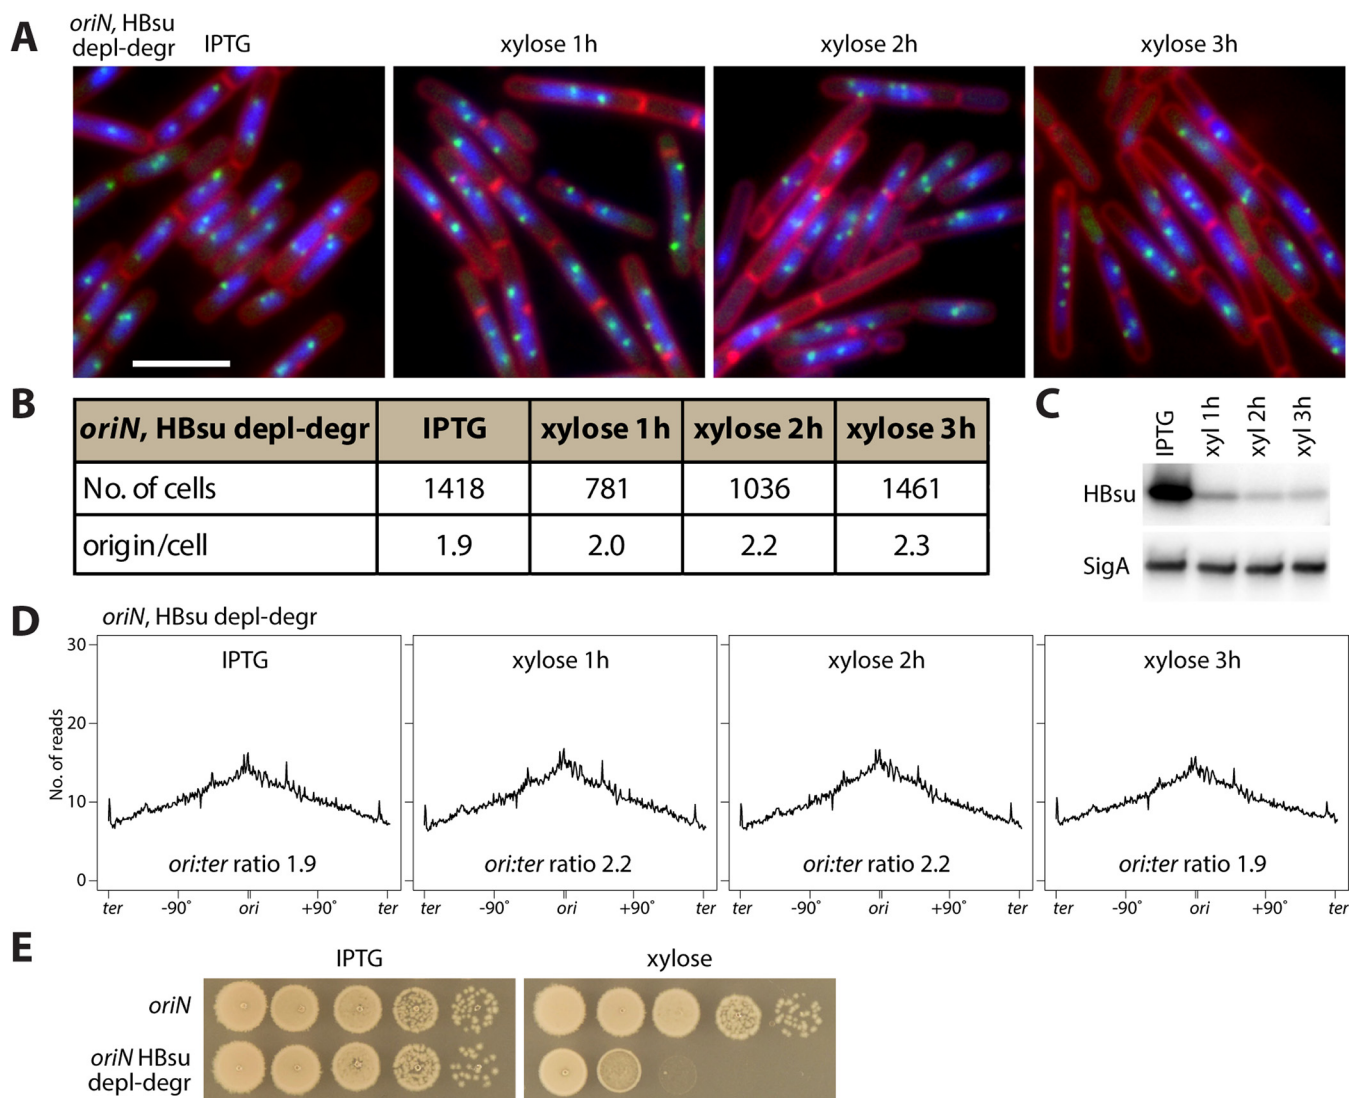 A
oriN, HBsu
depl-degr
IPTG
xylose 1h
xylose 2h
xylose 3h
B
oriN, HBsu depl-degr IPTG xylose 1h xylose 2h xylose 3h
No. of cells 1418 781 1036 1461
origin/cell 1.9 2.0 2.2 2.3
C
IPTG
xyl 1h
xyl 2h
xyl 3h
HBsu
SigA
D
oriN, HBsu depl-degr
No. of reads
30
20
10
0
IPTG
xylose 1h
xylose 2h
xylose 3h
ori:ter ratio 1.9
ori:ter ratio 2.2
ori:ter ratio 2.2
ori:ter ratio 1.9
ter -90° ori +90° ter
ter -90° ori +90° ter
ter -90° ori +90° ter
ter -90° ori +90° ter
E
IPTG
xylose
oriN
oriN HBsu
depl-degr